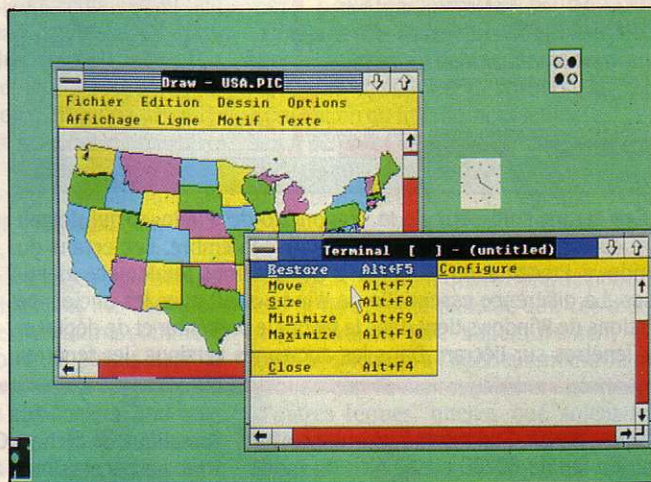 Draw - USA.PIC
Fichier Edition Dessin Options
Affichage Ligne Motif Texte
Terminal [ ] - (untitled)
Restore Alt+F5 Configure
Move Alt+F7
Size Alt+F8
Minimize Alt+F9
Maximize Alt+F10
Close Alt+F4